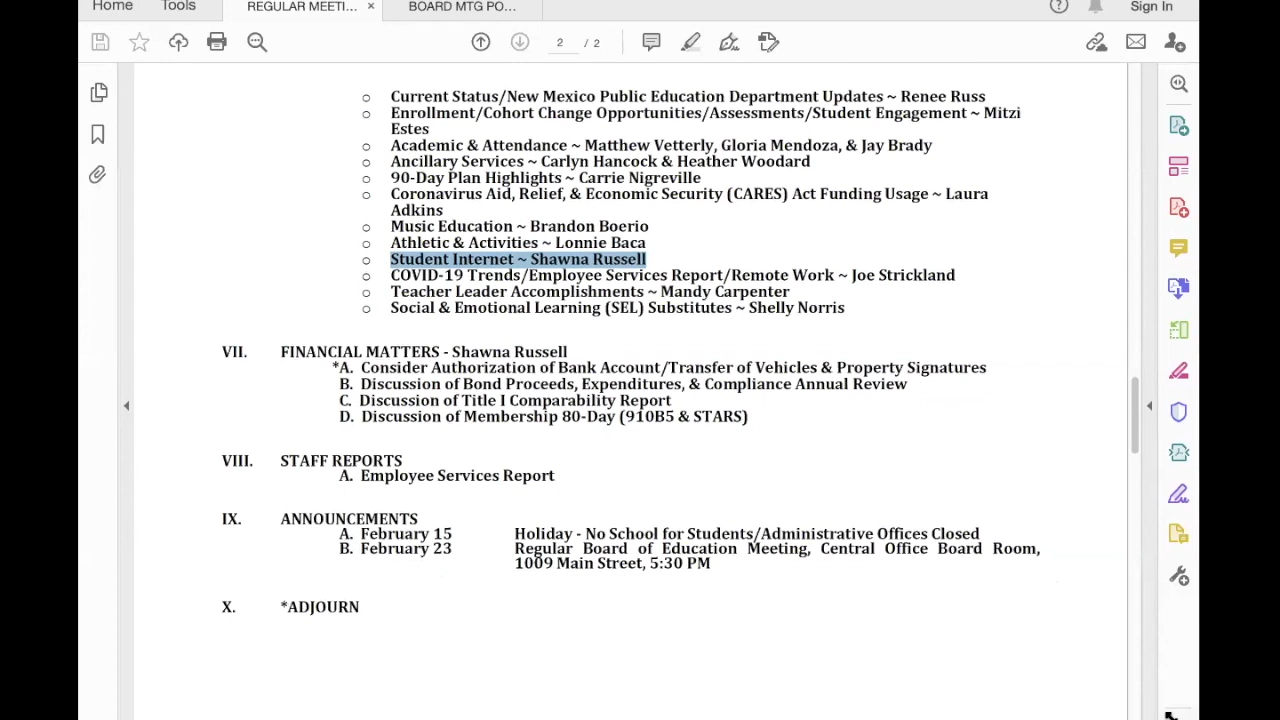 Home Tools REGULAR MEETI... × BOARD MTG PO... Sign In
2 / 2
○ Current Status/New Mexico Public Education Department Updates ~ Renee Russ
○ Enrollment/Cohort Change Opportunities/Assessments/Student Engagement ~ Mitzi
Estes
○ Academic & Attendance ~ Matthew Vetterly, Gloria Mendoza, & Jay Brady
○ Ancillary Services ~ Carlyn Hancock & Heather Woodard
○ 90-Day Plan Highlights ~ Carrie Nigreville
○ Coronavirus Aid, Relief, & Economic Security (CARES) Act Funding Usage ~ Laura
Adkins
○ Music Education ~ Brandon Boerio
○ Athletic & Activities ~ Lonnie Baca
○ Student Internet ~ Shawna Russell
○ COVID-19 Trends/Employee Services Report/Remote Work ~ Joe Strickland
○ Teacher Leader Accomplishments ~ Mandy Carpenter
○ Social & Emotional Learning (SEL) Substitutes ~ Shelly Norris
VII. FINANCIAL MATTERS - Shawna Russell
*A. Consider Authorization of Bank Account/Transfer of Vehicles & Property Signatures
B. Discussion of Bond Proceeds, Expenditures, & Compliance Annual Review
C. Discussion of Title I Comparability Report
D. Discussion of Membership 80-Day (910B5 & STARS)
VIII. STAFF REPORTS
A. Employee Services Report
IX. ANNOUNCEMENTS
A. February 15 Holiday - No School for Students/Administrative Offices Closed
B. February 23 Regular Board of Education Meeting, Central Office Board Room,
1009 Main Street, 5:30 PM
X. *ADJOURN